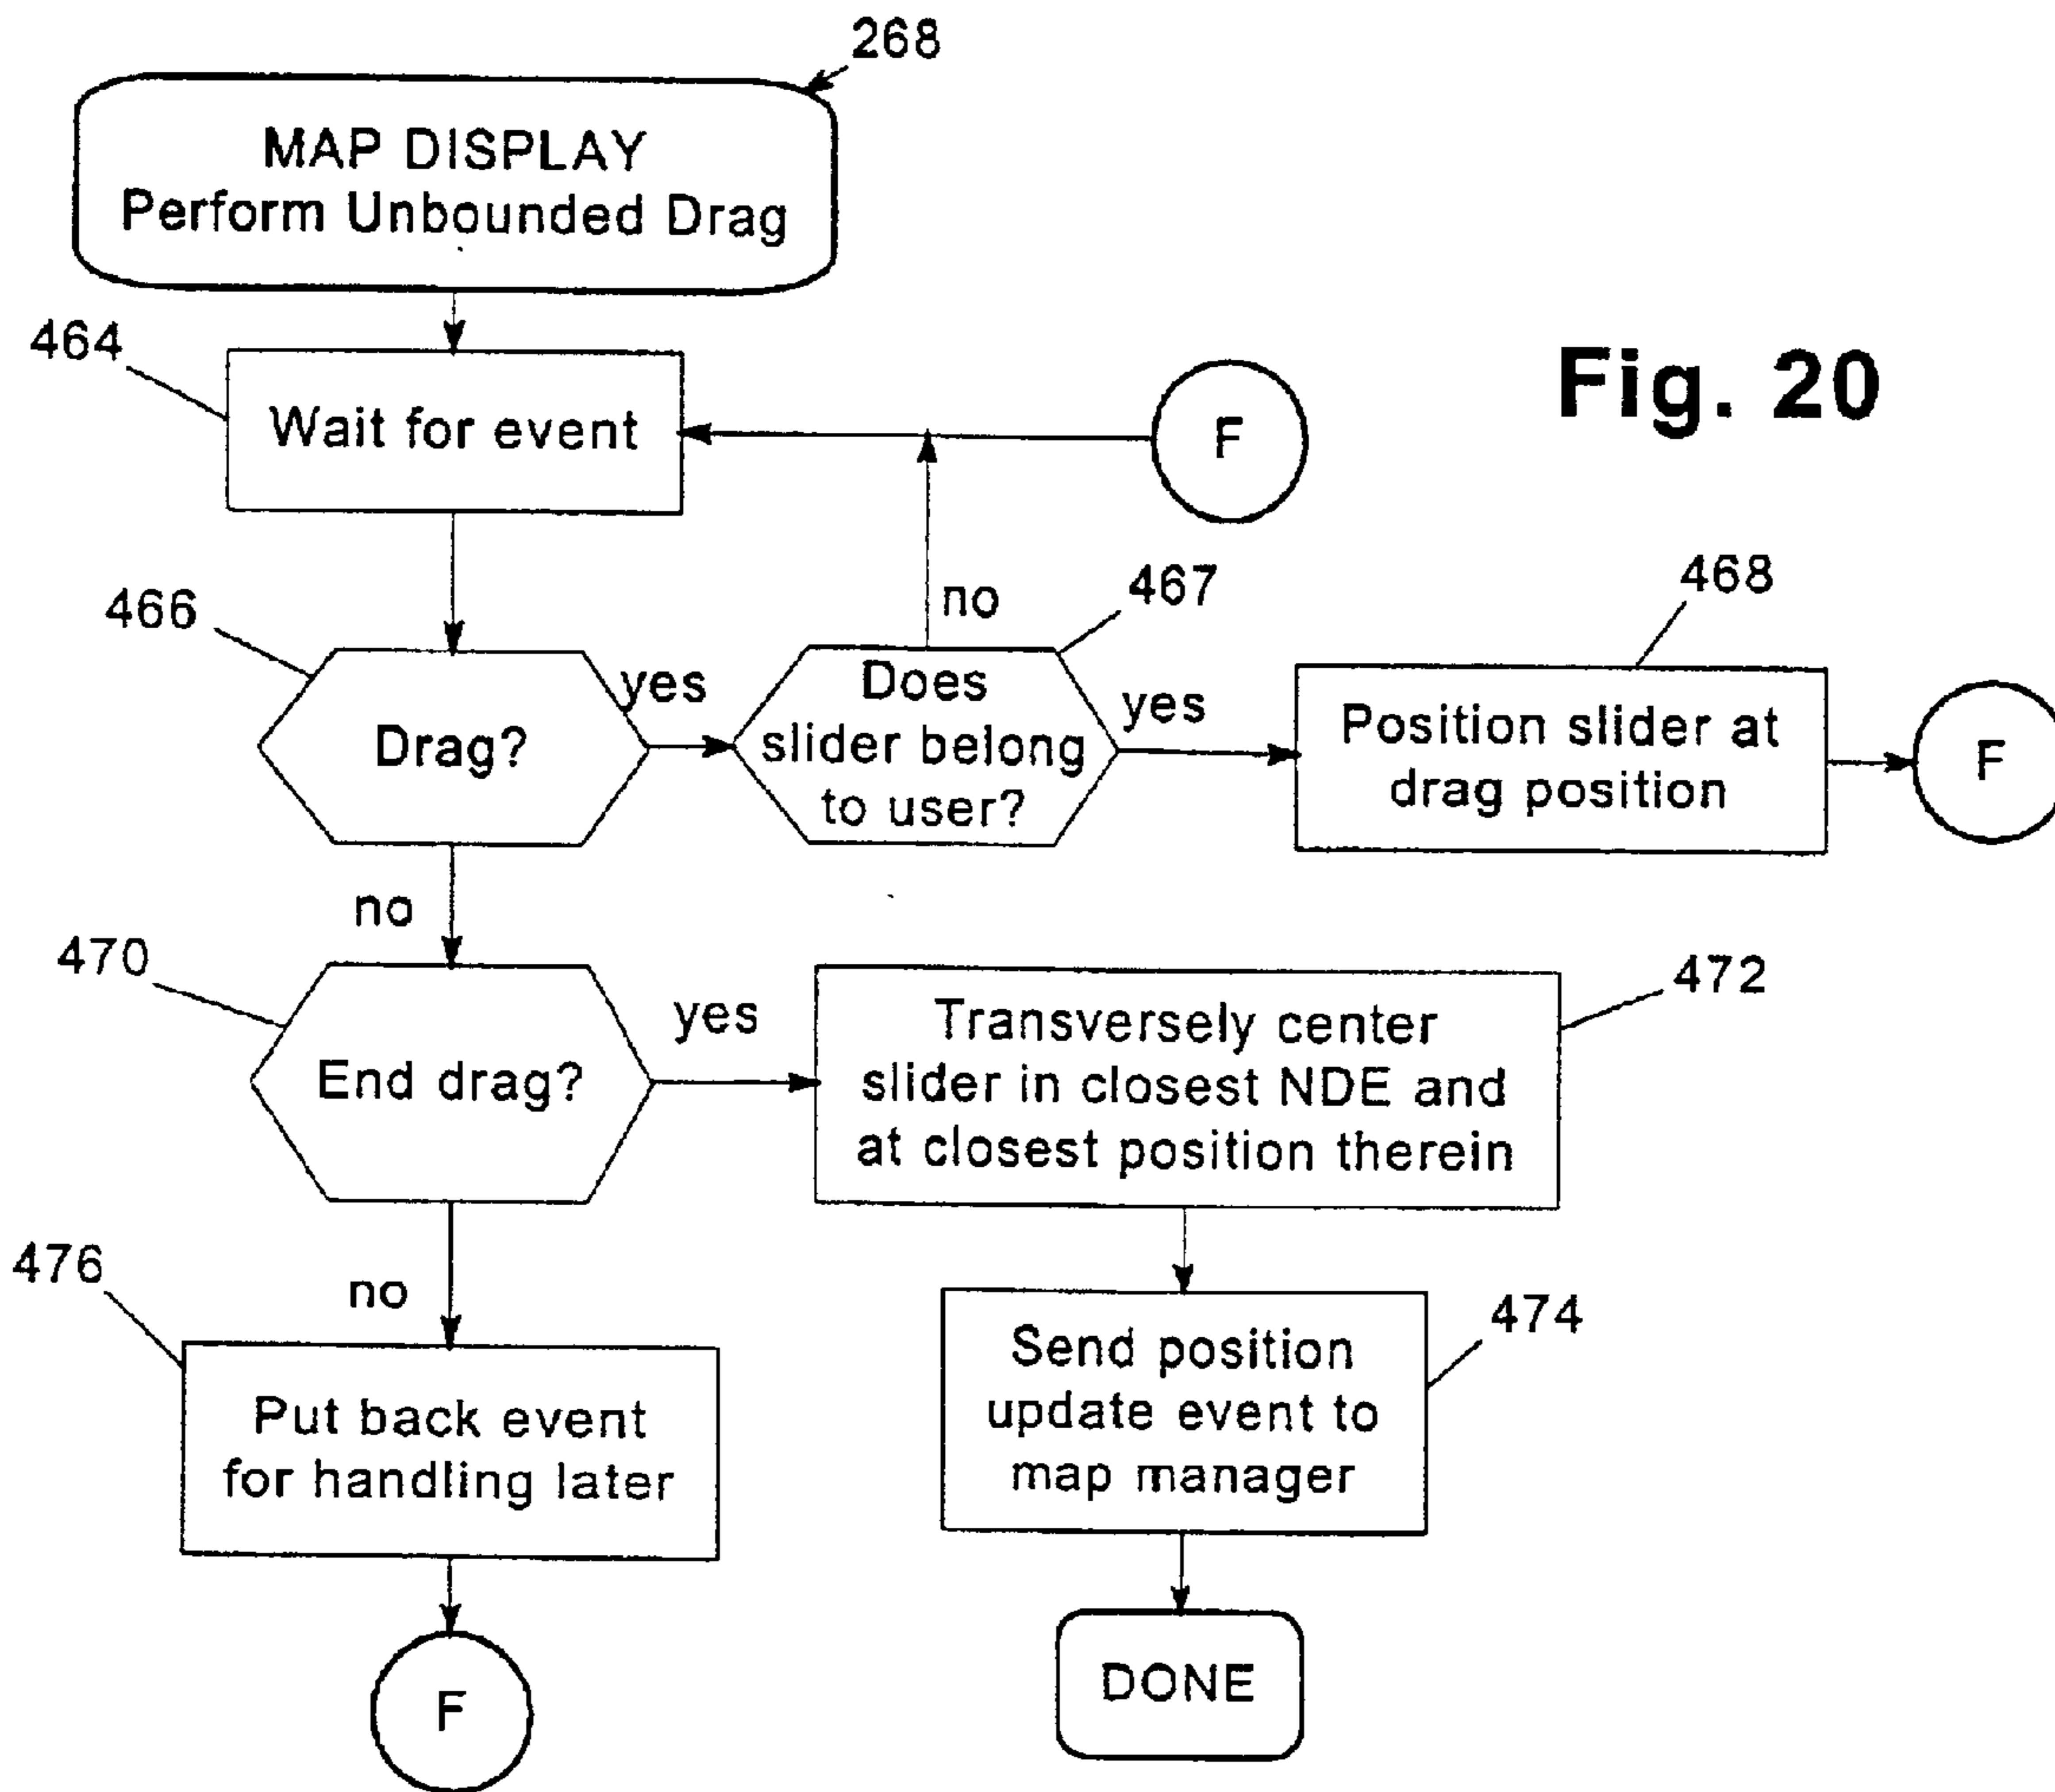 268
MAP DISPLAY
Perform Unbounded Drag
Fig. 20
464
Wait for event
F
466
Drag?
yes
no
467
Does
slider belong
to user?
yes
468
Position slider at
drag position
F
no
470
End drag?
yes
472
Transversely center
slider in closest NDE and
at closest position therein
476
no
Put back event
for handling later
474
Send position
update event to
map manager
F
DONE